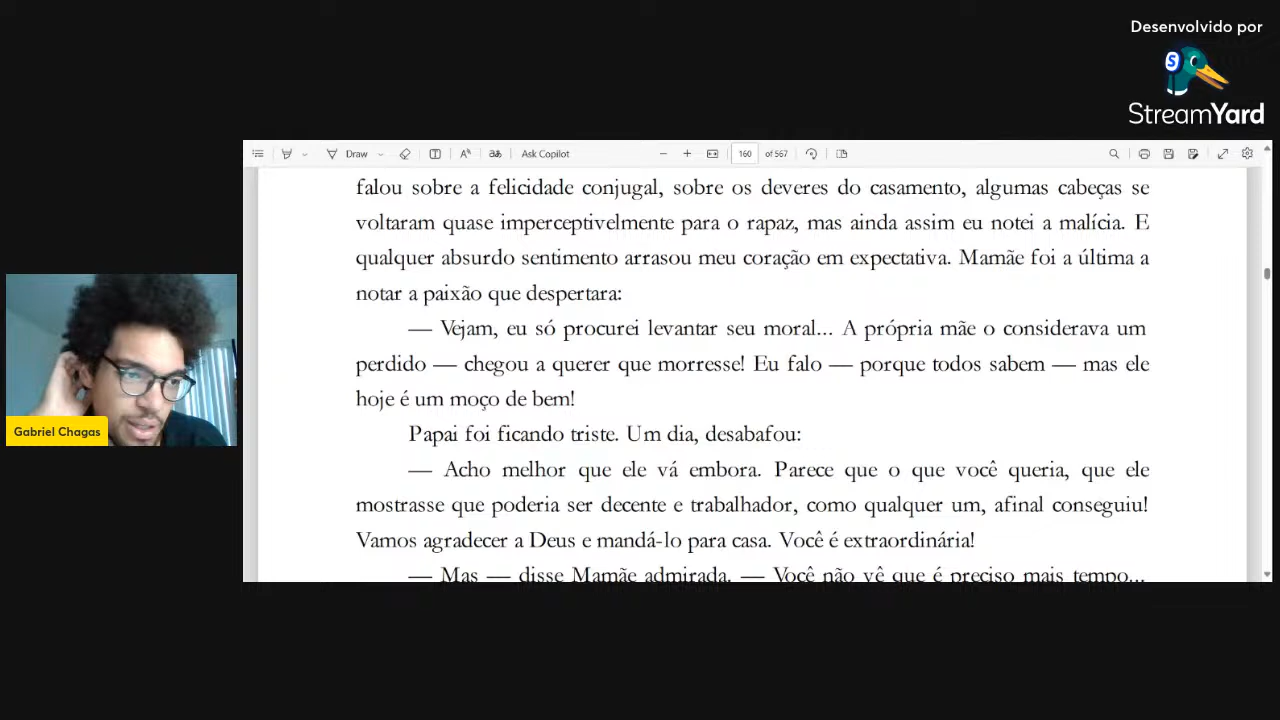 Desenvolvido por
S
StreamYard
Draw
Ask Copilot
160 of 567
falou sobre a felicidade conjugal, sobre os deveres do casamento, algumas cabeças se
voltaram quase imperceptivelmente para o rapaz, mas ainda assim eu notei a malícia. E
qualquer absurdo sentimento arrasou meu coração em expectativa. Mamãe foi a última a
notar a paixão que despertara:
— Vejam, eu só procurei levantar seu moral... A própria mãe o considerava um
perdido — chegou a querer que morresse! Eu falo — porque todos sabem — mas ele
hoje é um moço de bem!
Papai foi ficando triste. Um dia, desabafou:
— Acho melhor que ele vá embora. Parece que o que você queria, que ele
mostrasse que poderia ser decente e trabalhador, como qualquer um, afinal conseguiu!
Vamos agradecer a Deus e mandá-lo para casa. Você é extraordinária!
— Mas — disse Mamãe admirada. — Você não vê que é preciso mais tempo...
Gabriel Chagas